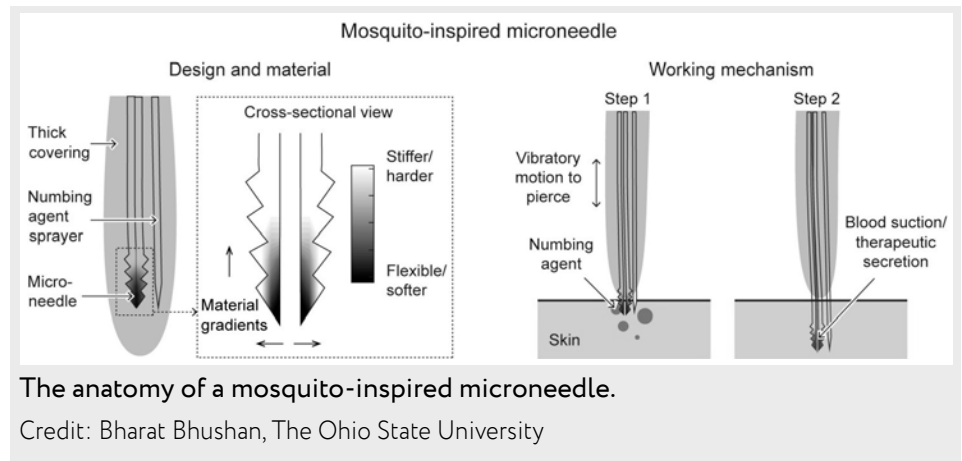 Mosquito-inspired microneedle
Design and material
Thick
covering
Numbing
agent
sprayer
Micro-
needle
Cross-sectional view
Stiffer/
harder
Flexible/
softer
Material
gradients
Working mechanism
Step 1
Vibratory
motion to
pierce
Numbing
agent
Skin
Step 2
Blood suction/
therapeutic
secretion
The anatomy of a mosquito-inspired microneedle.
Credit: Bharat Bhushan, The Ohio State University